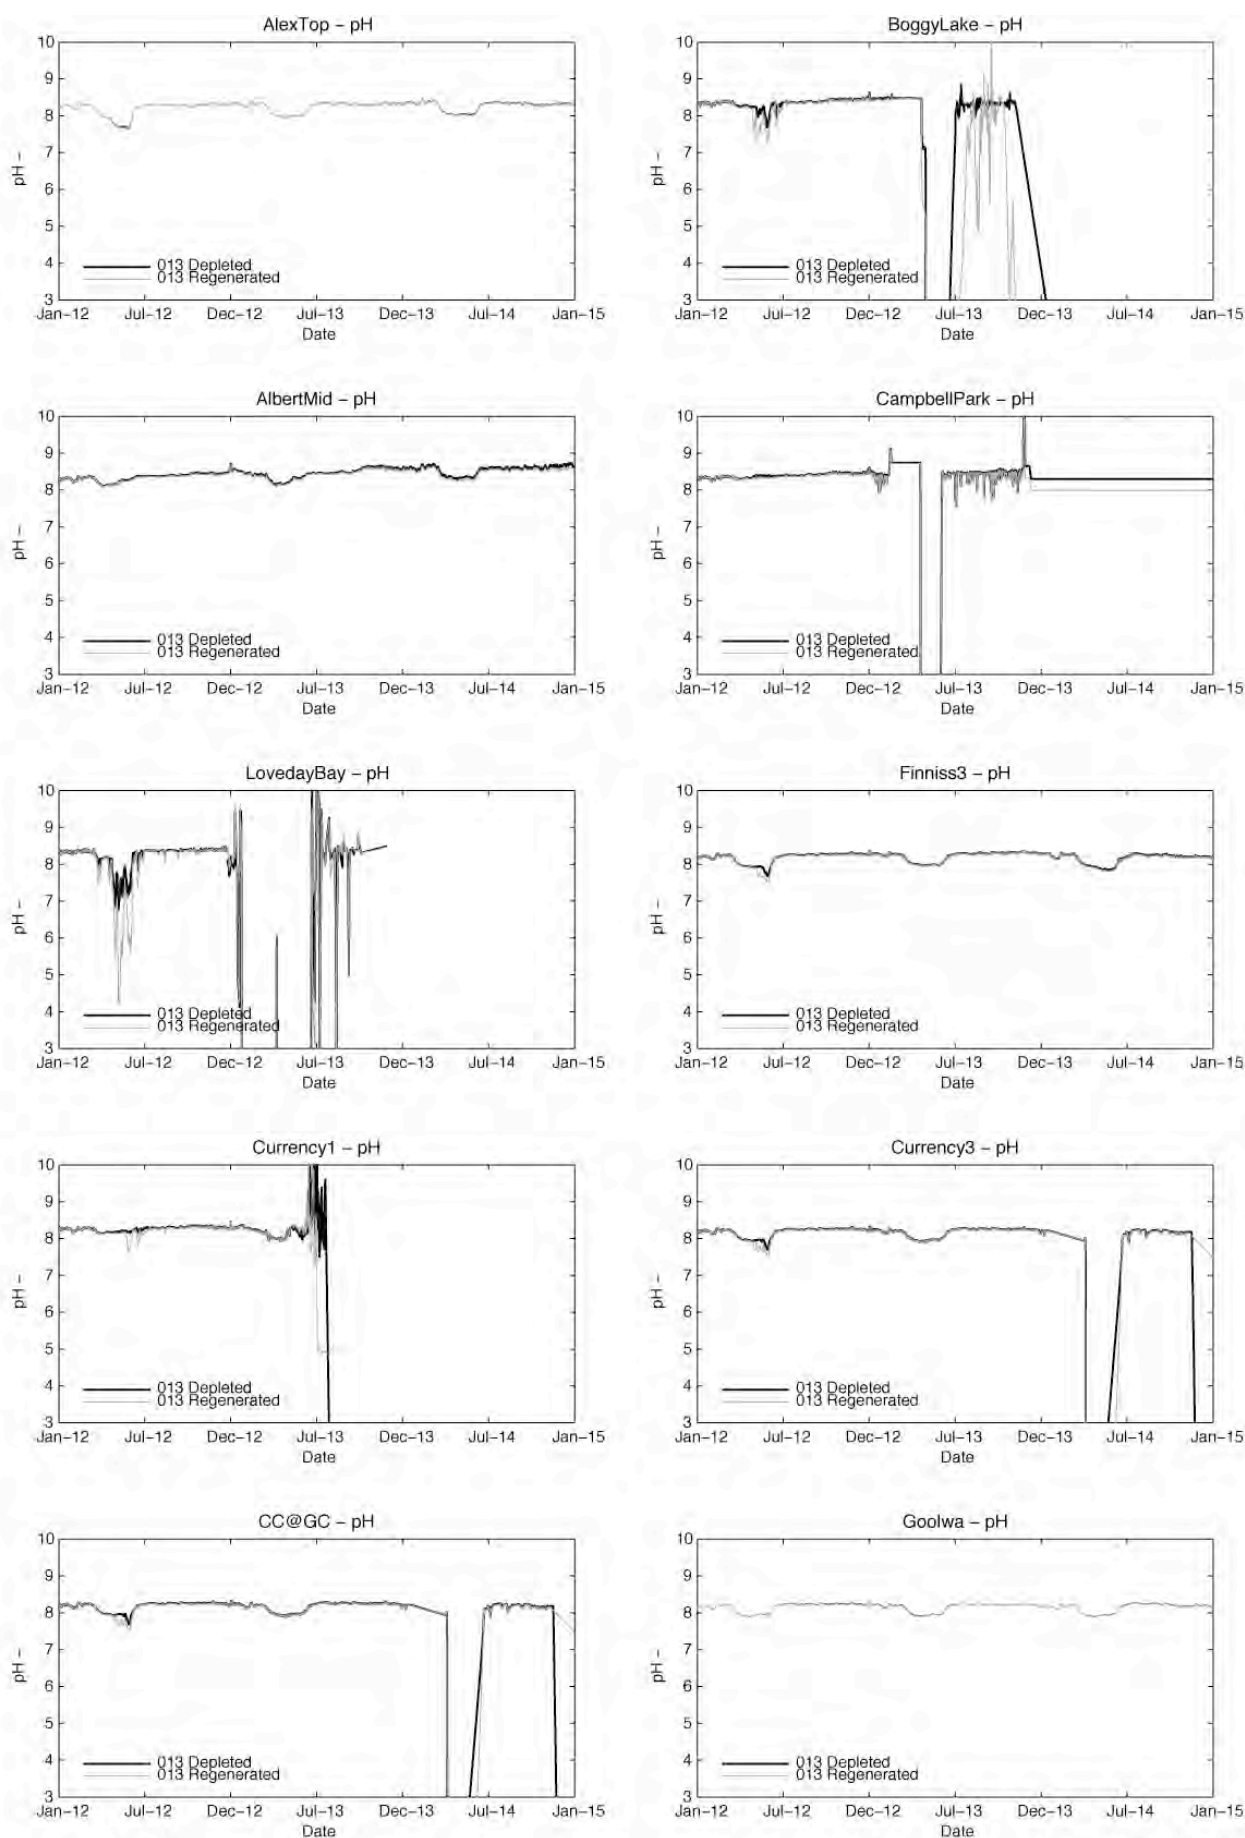 AlexTop – pH
10
9
8
7
6
5
4
3
pH –
013 Depleted
013 Regenerated
Jan–12 Jul–12 Dec–12 Jul–13 Dec–13 Jul–14 Jan–15
Date
BoggyLake – pH
10
9
8
7
6
5
4
3
pH –
013 Depleted
013 Regenerated
Jan–12 Jul–12 Dec–12 Jul–13 Dec–13 Jul–14 Jan–15
Date
AlbertMid – pH
10
9
8
7
6
5
4
3
pH –
013 Depleted
013 Regenerated
Jan–12 Jul–12 Dec–12 Jul–13 Dec–13 Jul–14 Jan–15
Date
CampbellPark – pH
10
9
8
7
6
5
4
3
pH –
013 Depleted
013 Regenerated
Jan–12 Jul–12 Dec–12 Jul–13 Dec–13 Jul–14 Jan–15
Date
LovedayBay – pH
10
9
8
7
6
5
4
3
pH –
013 Depleted
013 Regenerated
Jan–12 Jul–12 Dec–12 Jul–13 Dec–13 Jul–14 Jan–15
Date
Finniss3 – pH
10
9
8
7
6
5
4
3
pH –
013 Depleted
013 Regenerated
Jan–12 Jul–12 Dec–12 Jul–13 Dec–13 Jul–14 Jan–15
Date
Currency1 – pH
10
9
8
7
6
5
4
3
pH –
013 Depleted
013 Regenerated
Jan–12 Jul–12 Dec–12 Jul–13 Dec–13 Jul–14 Jan–15
Date
Currency3 – pH
10
9
8
7
6
5
4
3
pH –
013 Depleted
013 Regenerated
Jan–12 Jul–12 Dec–12 Jul–13 Dec–13 Jul–14 Jan–15
Date
CC@GC – pH
10
9
8
7
6
5
4
3
pH –
013 Depleted
013 Regenerated
Jan–12 Jul–12 Dec–12 Jul–13 Dec–13 Jul–14 Jan–15
Date
Goolwa – pH
10
9
8
7
6
5
4
3
pH –
013 Depleted
013 Regenerated
Jan–12 Jul–12 Dec–12 Jul–13 Dec–13 Jul–14 Jan–15
Date